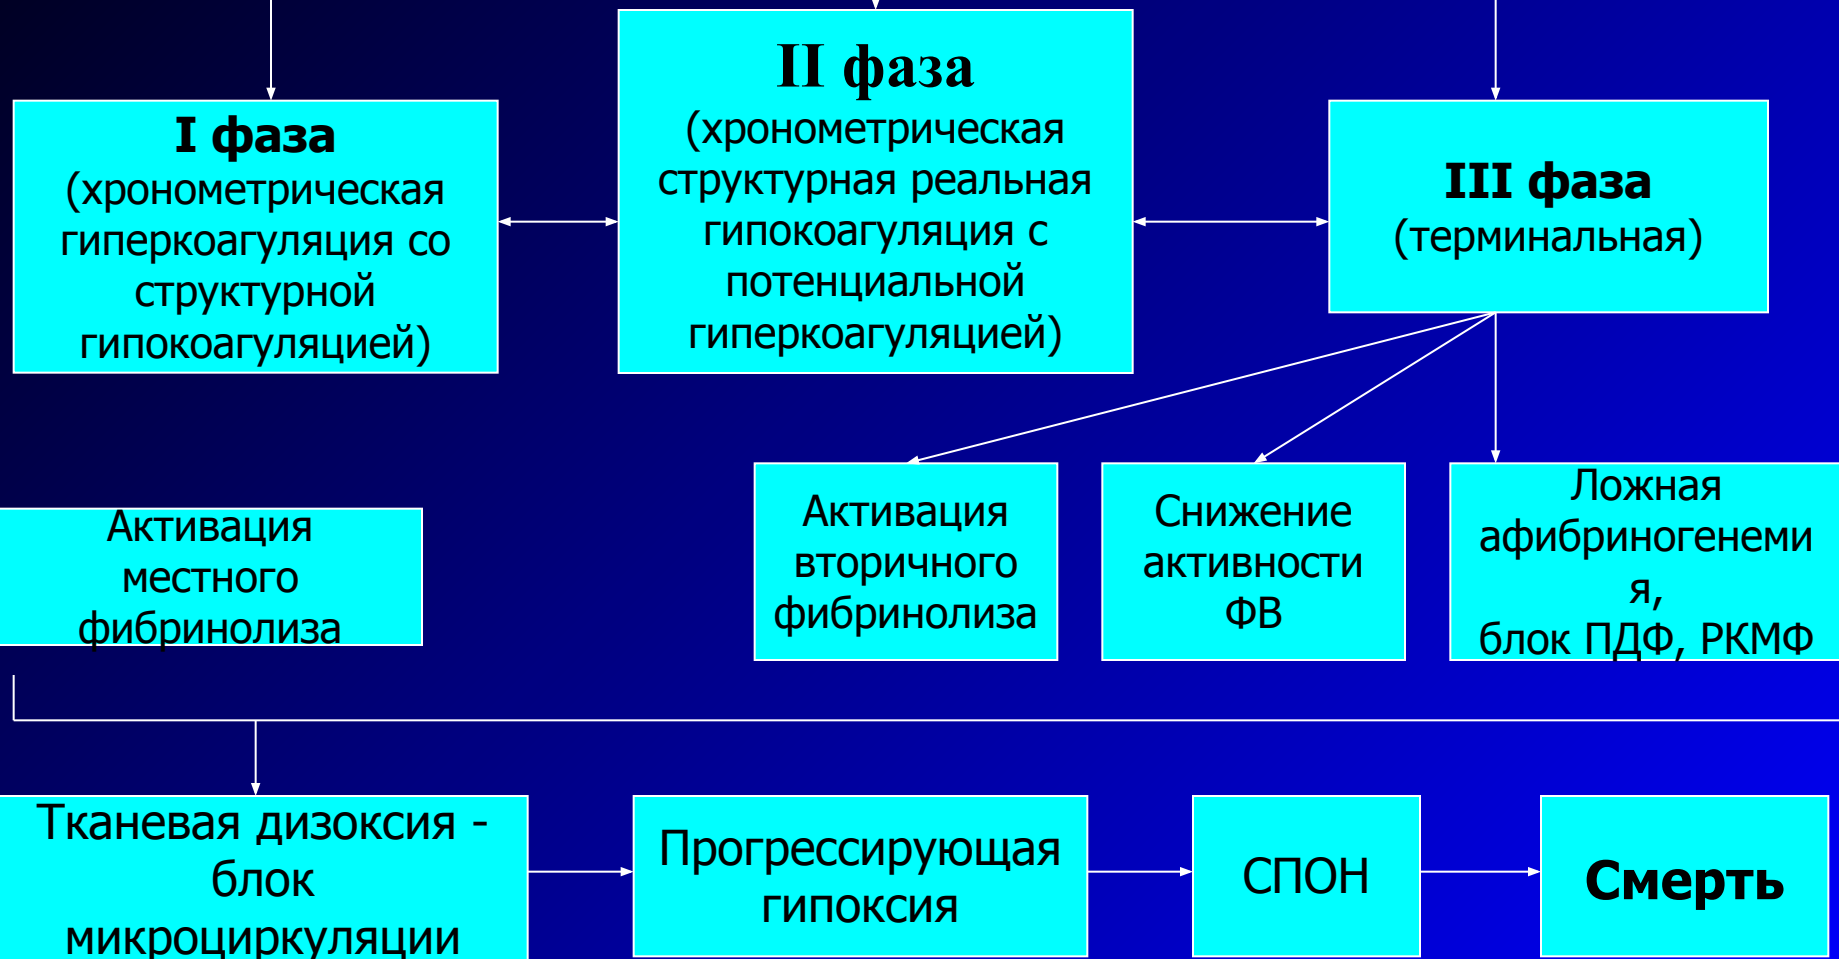 I фаза
(хронометрическая
гиперкоагуляция со
структурной
гипокоагуляцией)
II фаза
(хронометрическая
структурная реальная
гипокоагуляция с
потенциальной
гиперкоагуляцией)
III фаза
(терминальная)
Активация
местного
фибринолиза
Активация
вторичного
фибринолиза
Снижение
активности
ФВ
Ложная
афибриногенеми
я,
блок ПДФ, РКМФ
Тканевая дизоксия -
блок
микроциркуляции
Прогрессирующая
гипоксия
СПОН
Смерть